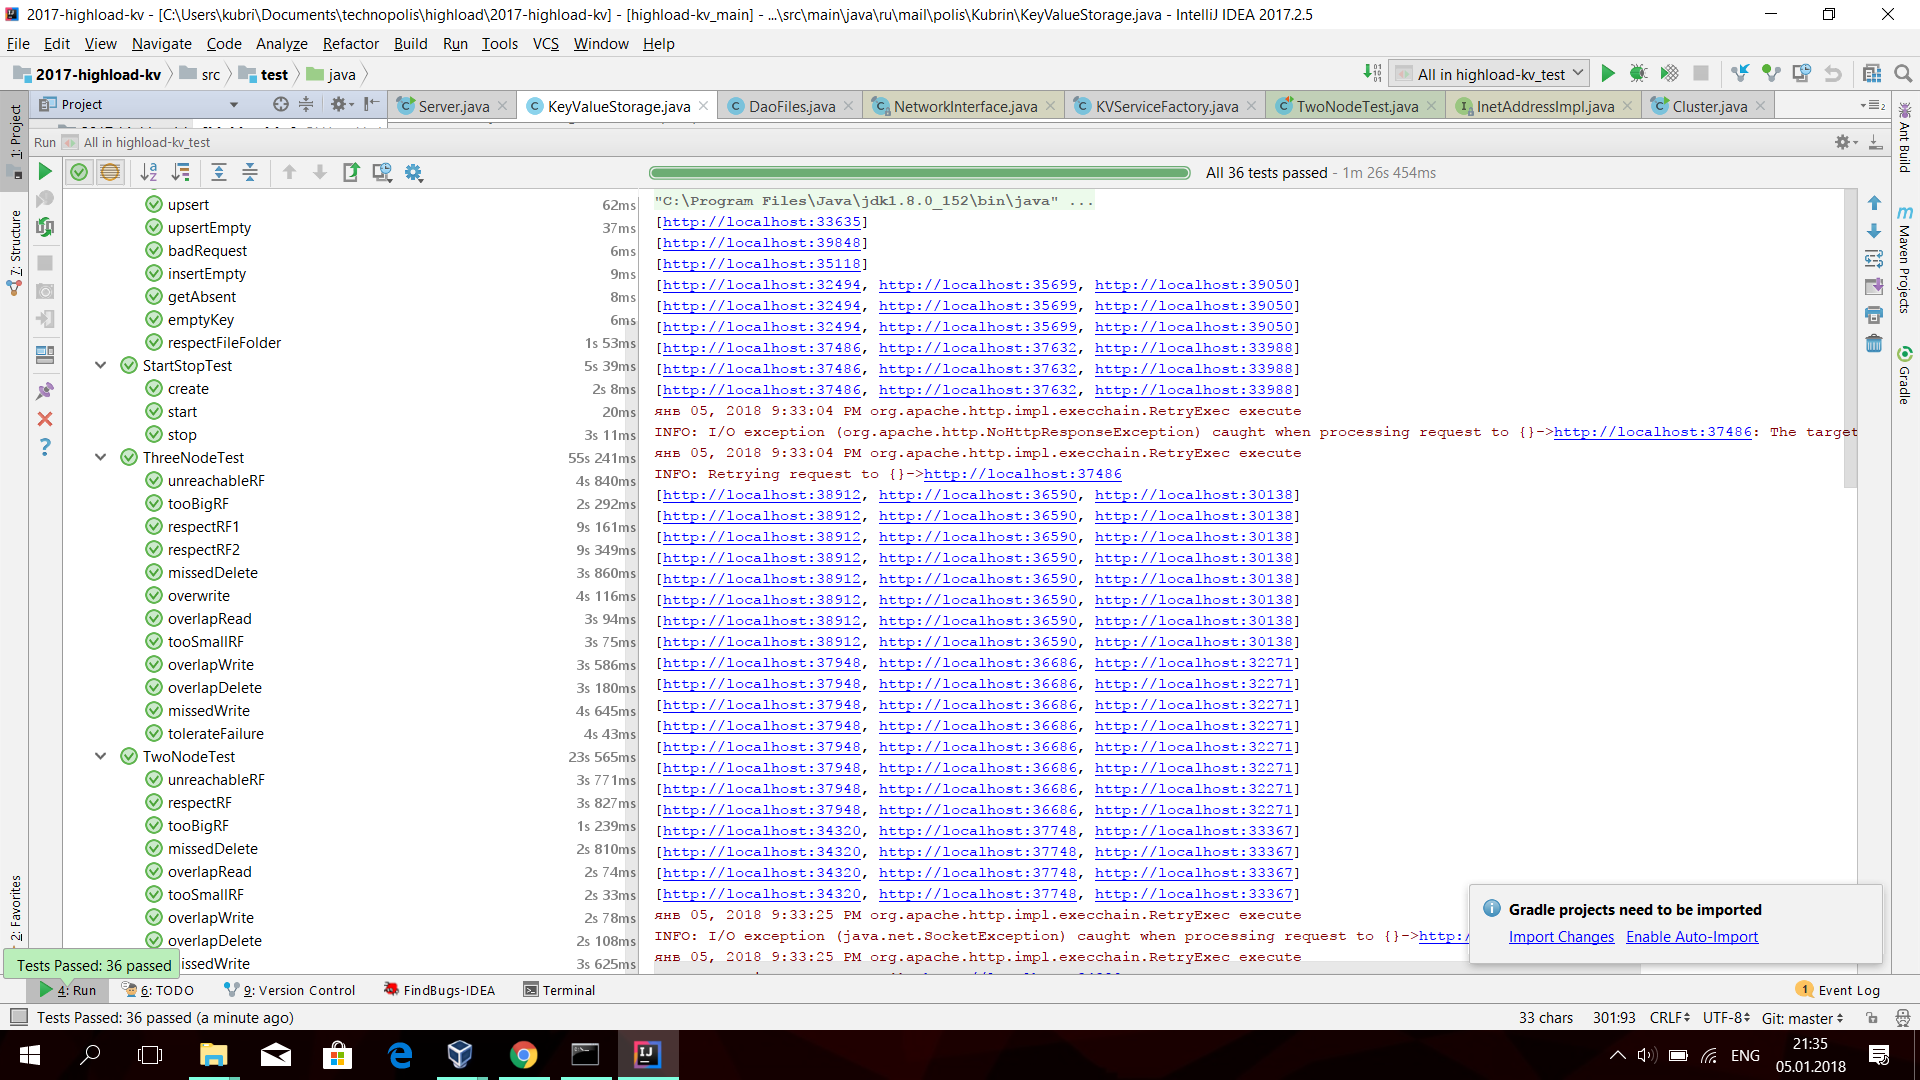 2017-highload-kv - [C:\Users\kubri\Documents\technopolis\highload\2017-highload-kv] - [highload-kv_main] - ...\src\main\java\ru\mail\polis\Kubrin\KeyValueStorage.java - IntelliJ IDEA 2017.2.5
File Edit View Navigate Code Analyze Refactor Build Run Tools VCS Window Help
2017-highload-kv src test java All in highload-kv_test
Project Server.java KeyValueStorage.java DaoFiles.java NetworkInterface.java KVServiceFactory.java TwoNodeTest.java InetAddressImpl.java Cluster.java
Run All in highload-kv_test
All 36 tests passed - 1m 26s 454ms
1: Project
7: Structure
2: Favorites
Ant Build
Maven Projects
Gradle
upsert 62ms
upsertEmpty 37ms
badRequest 6ms
insertEmpty 9ms
getAbsent 8ms
emptyKey 6ms
respectFileFolder 1s 53ms
StartStopTest 5s 39ms
create 2s 8ms
start 20ms
stop 3s 11ms
ThreeNodeTest 55s 241ms
unreachableRF 4s 840ms
tooBigRF 2s 292ms
respectRF1 9s 161ms
respectRF2 9s 349ms
missedDelete 3s 860ms
overwrite 4s 116ms
overlapRead 3s 94ms
tooSmallRF 3s 75ms
overlapWrite 3s 586ms
overlapDelete 3s 180ms
missedWrite 4s 645ms
tolerateFailure 4s 43ms
TwoNodeTest 23s 565ms
unreachableRF 3s 771ms
respectRF 3s 827ms
tooBigRF 1s 239ms
missedDelete 2s 810ms
overlapRead 2s 74ms
tooSmallRF 2s 33ms
overlapWrite 2s 78ms
overlapDelete 2s 108ms
issedWrite 3s 625ms
"C:\Program Files\Java\jdk1.8.0_152\bin\java" ...
[http://localhost:33635]
[http://localhost:39848]
[http://localhost:35118]
[http://localhost:32494, http://localhost:35699, http://localhost:39050]
[http://localhost:32494, http://localhost:35699, http://localhost:39050]
[http://localhost:32494, http://localhost:35699, http://localhost:39050]
[http://localhost:37486, http://localhost:37632, http://localhost:33988]
[http://localhost:37486, http://localhost:37632, http://localhost:33988]
[http://localhost:37486, http://localhost:37632, http://localhost:33988]
янв 05, 2018 9:33:04 PM org.apache.http.impl.execchain.RetryExec execute
INFO: I/O exception (org.apache.http.NoHttpResponseException) caught when processing request to {}->http://localhost:37486: The target
янв 05, 2018 9:33:04 PM org.apache.http.impl.execchain.RetryExec execute
INFO: Retrying request to {}->http://localhost:37486
[http://localhost:38912, http://localhost:36590, http://localhost:30138]
[http://localhost:38912, http://localhost:36590, http://localhost:30138]
[http://localhost:38912, http://localhost:36590, http://localhost:30138]
[http://localhost:38912, http://localhost:36590, http://localhost:30138]
[http://localhost:38912, http://localhost:36590, http://localhost:30138]
[http://localhost:38912, http://localhost:36590, http://localhost:30138]
[http://localhost:38912, http://localhost:36590, http://localhost:30138]
[http://localhost:38912, http://localhost:36590, http://localhost:30138]
[http://localhost:37948, http://localhost:36686, http://localhost:32271]
[http://localhost:37948, http://localhost:36686, http://localhost:32271]
[http://localhost:37948, http://localhost:36686, http://localhost:32271]
[http://localhost:37948, http://localhost:36686, http://localhost:32271]
[http://localhost:37948, http://localhost:36686, http://localhost:32271]
[http://localhost:37948, http://localhost:36686, http://localhost:32271]
[http://localhost:37948, http://localhost:36686, http://localhost:32271]
[http://localhost:37948, http://localhost:36686, http://localhost:32271]
[http://localhost:34320, http://localhost:37748, http://localhost:33367]
[http://localhost:34320, http://localhost:37748, http://localhost:33367]
[http://localhost:34320, http://localhost:37748, http://localhost:33367]
[http://localhost:34320, http://localhost:37748, http://localhost:33367]
янв 05, 2018 9:33:25 PM org.apache.http.impl.execchain.RetryExec execute
INFO: I/O exception (java.net.SocketException) caught when processing request to {}->http:/
янв 05, 2018 9:33:25 PM org.apache.http.impl.execchain.RetryExec execute
Gradle projects need to be imported
Import Changes Enable Auto-Import
Tests Passed: 36 passed
4: Run 6: TODO 9: Version Control FindBugs-IDEA Terminal 1 Event Log
Tests Passed: 36 passed (a minute ago) 33 chars 301:93 CRLF UTF-8 Git: master
ENG 21:35
05.01.2018